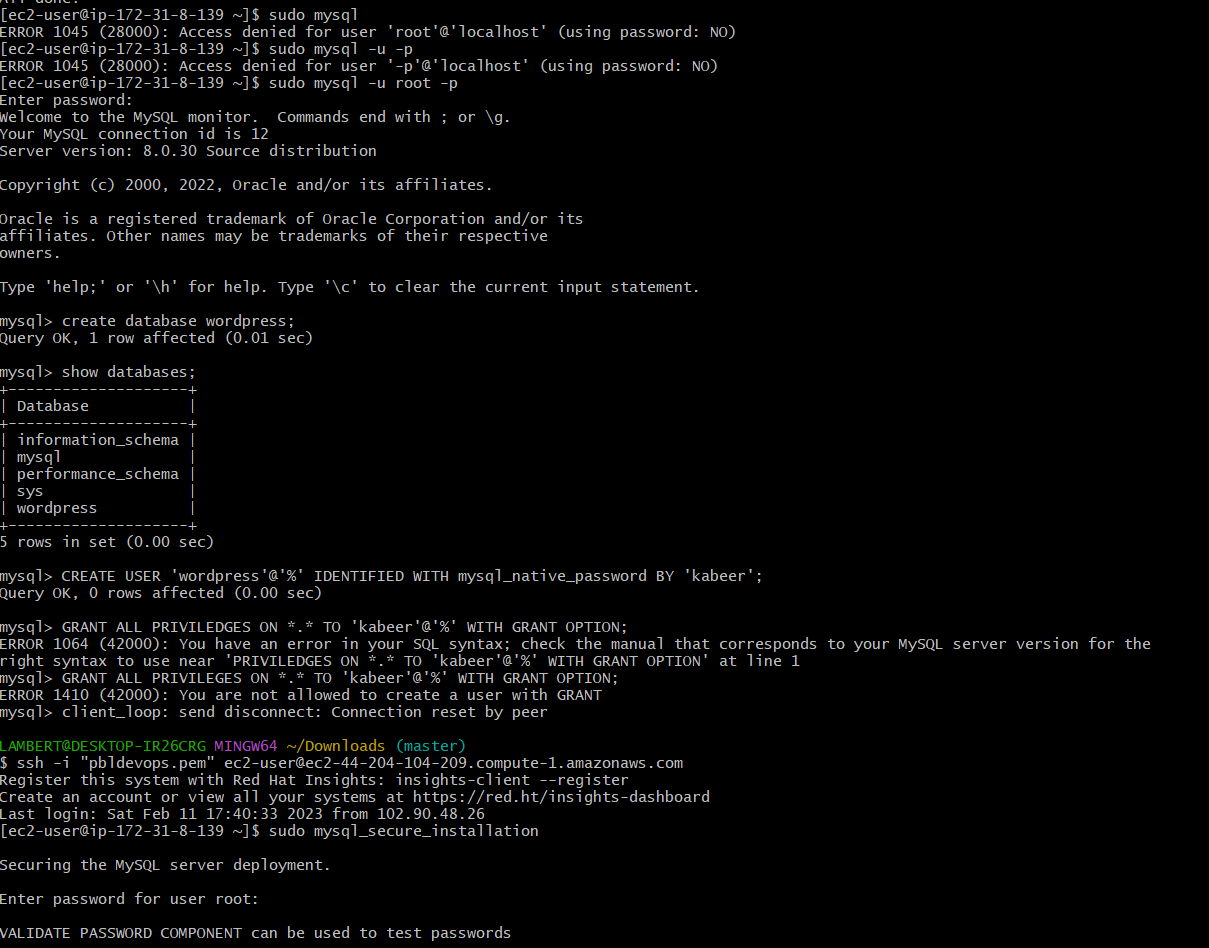 [ec2-user@ip-172-31-8-139 ~]$ sudo mysql
ERROR 1045 (28000): Access denied for user 'root'@'localhost' (using password: NO)
[ec2-user@ip-172-31-8-139 ~]$ sudo mysql -u -p
ERROR 1045 (28000): Access denied for user '-p'@'localhost' (using password: NO)
[ec2-user@ip-172-31-8-139 ~]$ sudo mysql -u root -p
Enter password:
Welcome to the MySQL monitor.  Commands end with ; or \g.
Your MySQL connection id is 12
Server version: 8.0.30 Source distribution

Copyright (c) 2000, 2022, Oracle and/or its affiliates.

Oracle is a registered trademark of Oracle Corporation and/or its
affiliates. Other names may be trademarks of their respective
owners.

Type 'help;' or '\h' for help. Type '\c' to clear the current input statement.

mysql> create database wordpress;
Query OK, 1 row affected (0.01 sec)

mysql> show databases;
+--------------------+
| Database           |
+--------------------+
| information_schema |
| mysql              |
| performance_schema |
| sys                |
| wordpress          |
+--------------------+
5 rows in set (0.00 sec)

mysql> CREATE USER 'wordpress'@'%' IDENTIFIED WITH mysql_native_password BY 'kabeer';
Query OK, 0 rows affected (0.00 sec)

mysql> GRANT ALL PRIVILEDGES ON *.* TO 'kabeer'@'%' WITH GRANT OPTION;
ERROR 1064 (42000): You have an error in your SQL syntax; check the manual that corresponds to your MySQL server version for the
right syntax to use near 'PRIVILEDGES ON *.* TO 'kabeer'@'%' WITH GRANT OPTION' at line 1
mysql> GRANT ALL PRIVILEGES ON *.* TO 'kabeer'@'%' WITH GRANT OPTION;
ERROR 1410 (42000): You are not allowed to create a user with GRANT
mysql> client_loop: send disconnect: Connection reset by peer

LAMBERT@DESKTOP-IR26CRG MINGW64 ~/Downloads (master)
$ ssh -i "pbldevops.pem" ec2-user@ec2-44-204-104-209.compute-1.amazonaws.com
Register this system with Red Hat Insights: insights-client --register
Create an account or view all your systems at https://red.ht/insights-dashboard
Last login: Sat Feb 11 17:40:33 2023 from 102.90.48.26
[ec2-user@ip-172-31-8-139 ~]$ sudo mysql_secure_installation

Securing the MySQL server deployment.

Enter password for user root:

VALIDATE PASSWORD COMPONENT can be used to test passwords